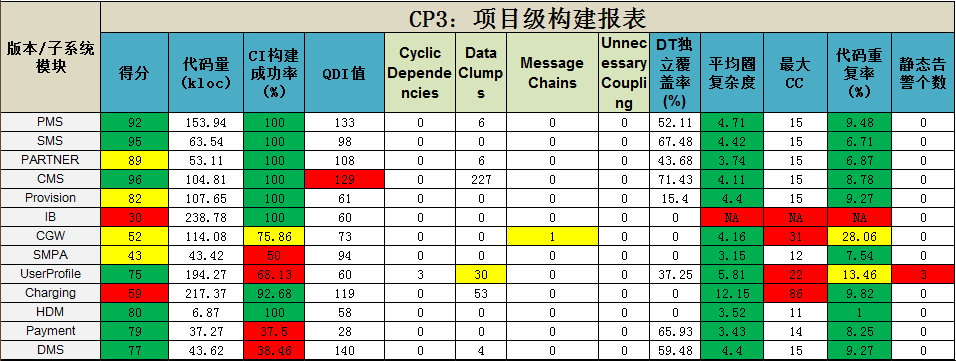 CP3: 项目级构建报表
版本/子系统模块 得分 代码量(kloc) CI构建成功率(%) QDI值 Cyclic Dependencies Data Clumps Message Chains Unnecessary Coupling DT独立覆盖率(%) 平均圈复杂度 最大CC 代码重复率(%) 静态告警个数
PMS 92 153.94 100 133 0 6 0 0 52.11 4.71 15 9.48 0
SMS 95 63.54 100 98 0 0 0 0 67.48 4.42 15 6.71 0
PARTNER 89 53.11 100 108 0 6 0 0 43.68 3.74 15 6.87 0
CMS 96 104.81 100 129 0 227 0 0 71.43 4.11 15 8.78 0
Provision 82 107.65 100 61 0 0 0 0 15.4 4.4 15 9.27 0
IB 30 238.78 100 60 0 0 0 0 0 NA NA NA 0
CGW 52 114.08 75.86 73 0 0 1 0 0 4.16 31 28.06 0
SMPA 43 43.42 50 94 0 0 0 0 0 3.15 12 7.54 0
UserProfile 75 194.27 68.13 60 3 30 0 0 37.25 5.81 22 13.46 2
Charging 59 217.37 92.68 119 0 53 0 0 0 12.15 86 9.82 0
HDM 80 6.87 100 58 0 0 0 0 0 3.52 11 1 0
Payment 79 37.27 37.5 28 0 0 0 0 65.93 3.43 14 8.25 0
DMS 77 43.62 38.46 140 0 4 0 0 59.48 4.4 15 9.27 0